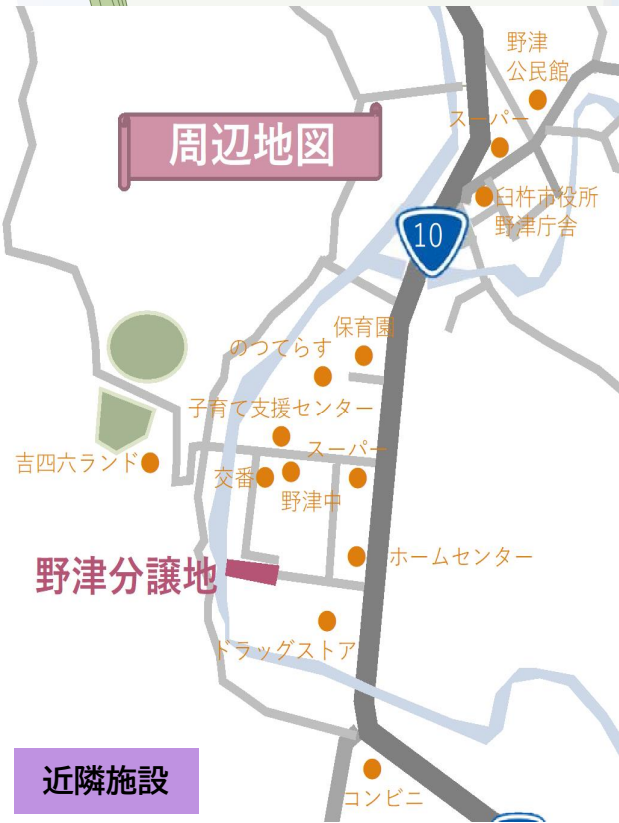 野津
公民館
周辺地図
スーパー
臼杵市役所
野津庁舎
10
保育園
のつてらす
子育て支援センター
スーパー
吉四六ランド
交番
野津中
ホームセンター
野津分譲地
ドラッグストア
近隣施設
コンビニ